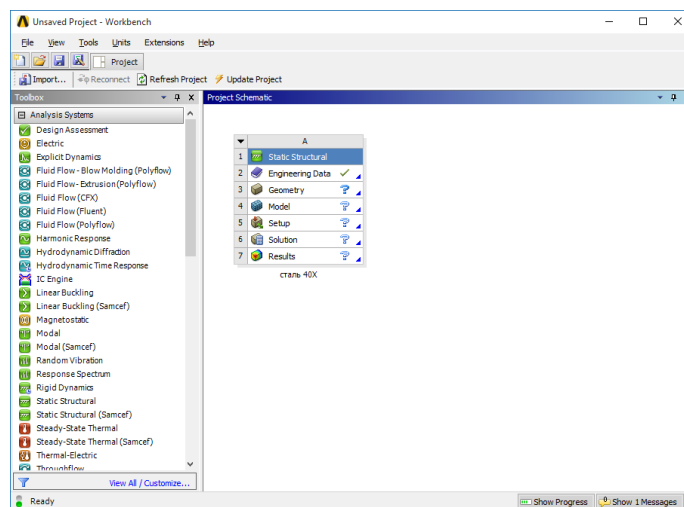 Unsaved Project - Workbench
File View Tools Units Extensions Help
Project
Import... Reconnect Refresh Project Update Project
Toolbox
Project Schematic
Analysis Systems
Design Assessment
Electric
Explicit Dynamics
Fluid Flow - Blow Molding (Polyflow)
Fluid Flow - Extrusion (Polyflow)
Fluid Flow (CFX)
Fluid Flow (Fluent)
Fluid Flow (Polyflow)
Harmonic Response
Hydrodynamic Diffraction
Hydrodynamic Time Response
IC Engine
Linear Buckling
Linear Buckling (Samcef)
Magnetostatic
Modal
Modal (Samcef)
Random Vibration
Response Spectrum
Rigid Dynamics
Static Structural
Static Structural (Samcef)
Steady-State Thermal
Steady-State Thermal (Samcef)
Thermal-Electric
Throughflow
View All / Customize...
A
1 Static Structural
2 Engineering Data
3 Geometry ?
4 Model ?
5 Setup ?
6 Solution ?
7 Results ?
сталь 40Х
Ready
Show Progress
Show 1 Messages